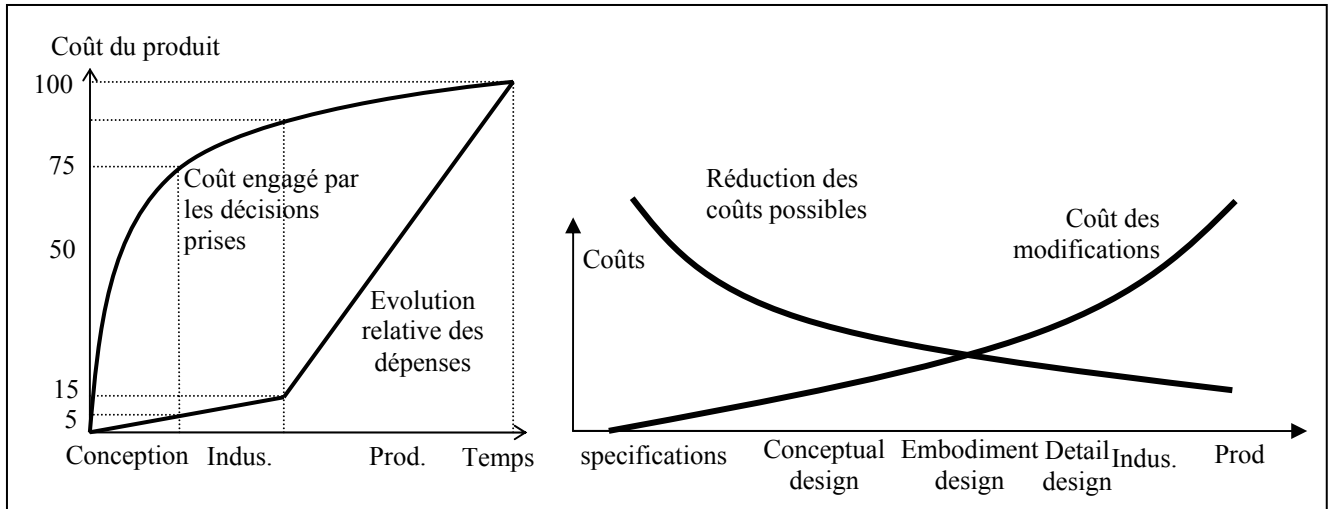 Coût du produit
100
75
50
15
5
Coût engagé par
les décisions
prises
Evolution
relative des
dépenses
Conception Indus. Prod. Temps
Coûts
Réduction des
coûts possibles
Coût des
modifications
specifications
Conceptual
design
Embodiment
design
Detail
design
Indus.
Prod